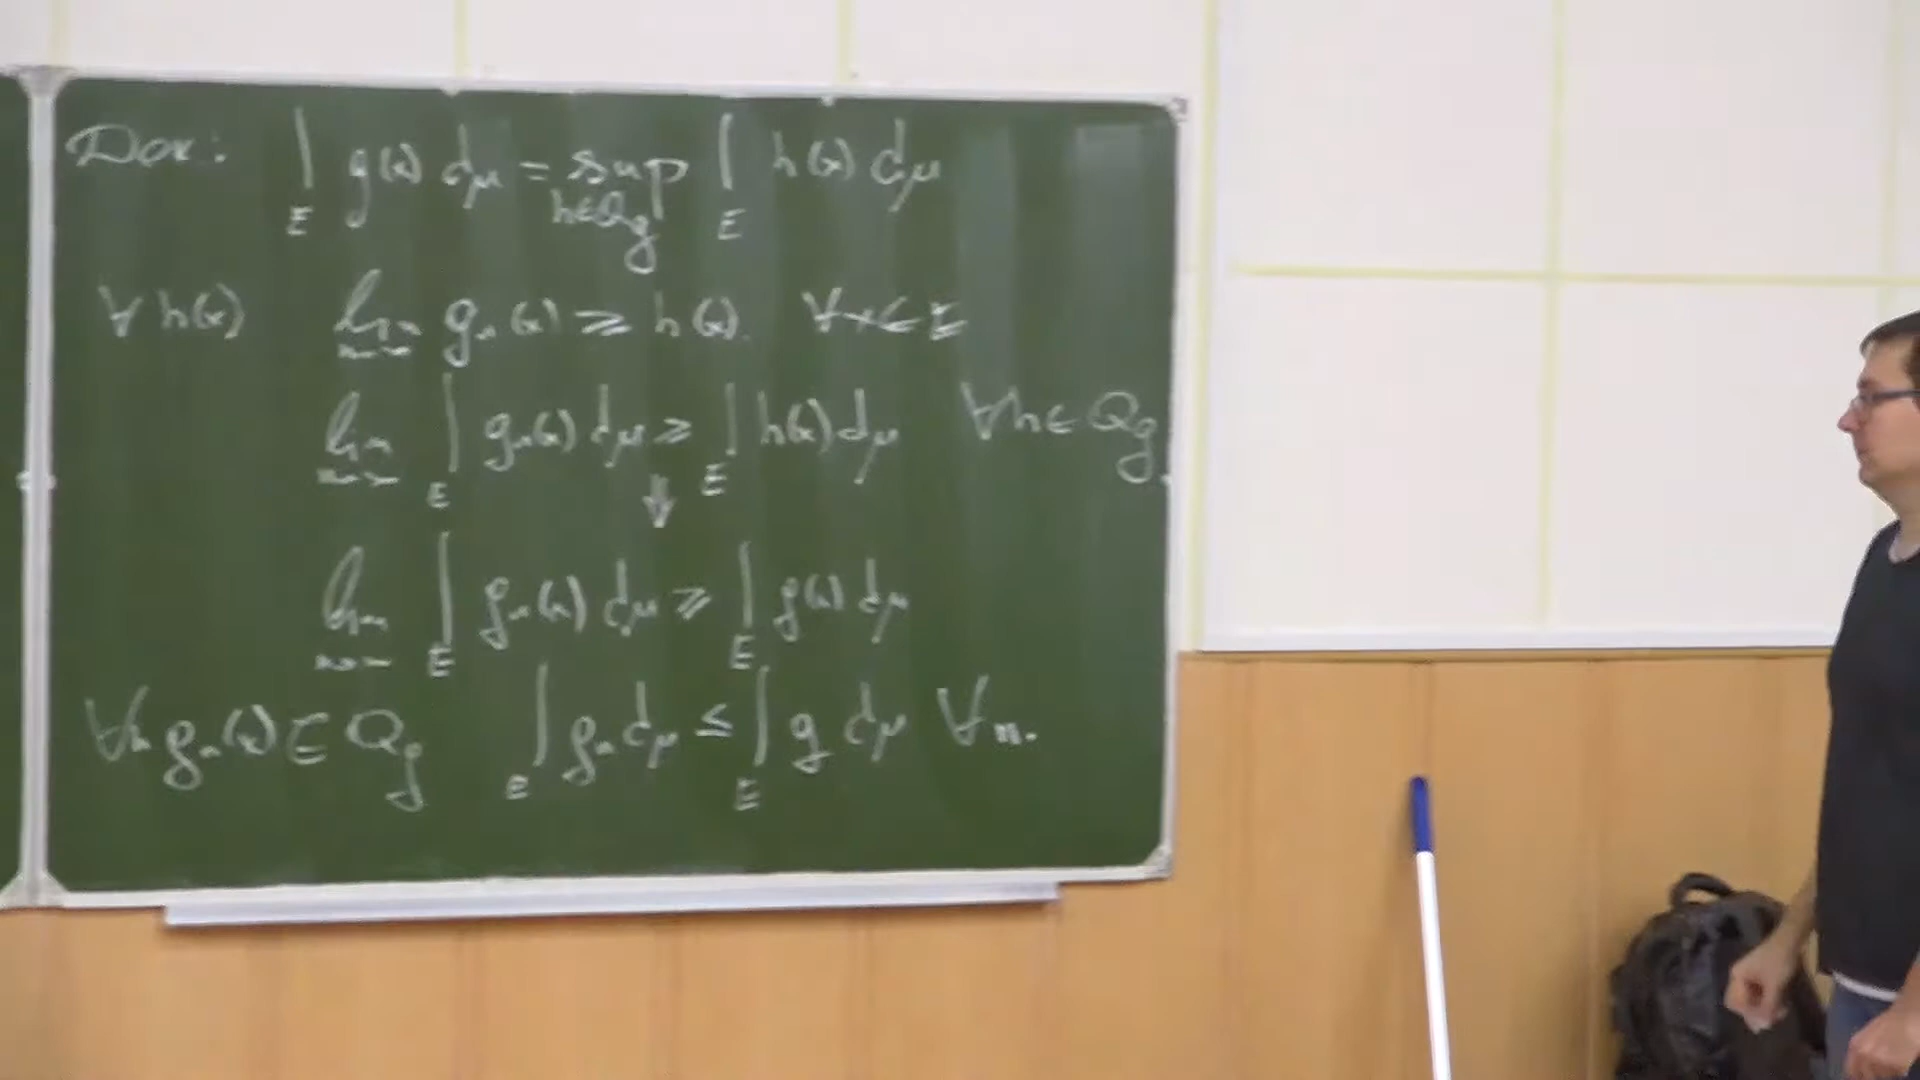 Док: ∫_E g(x) dμ = sup_{h∈Q_g} ∫_E h(x) dμ
∀ h(x) lim_{n→∞} g_n(x) ⩾ h(x). ∀x∈E
lim_{n→∞} ∫_E g_n(x) dμ ⩾ ∫_E h(x) dμ ∀h∈Q_g.
⇓
lim_{n→∞} ∫_E g_n(x) dμ ⩾ ∫_E g(x) dμ
∀n g_n(x) ∈ Q_g ∫_E g_n dμ ≤ ∫_E g dμ ∀n.